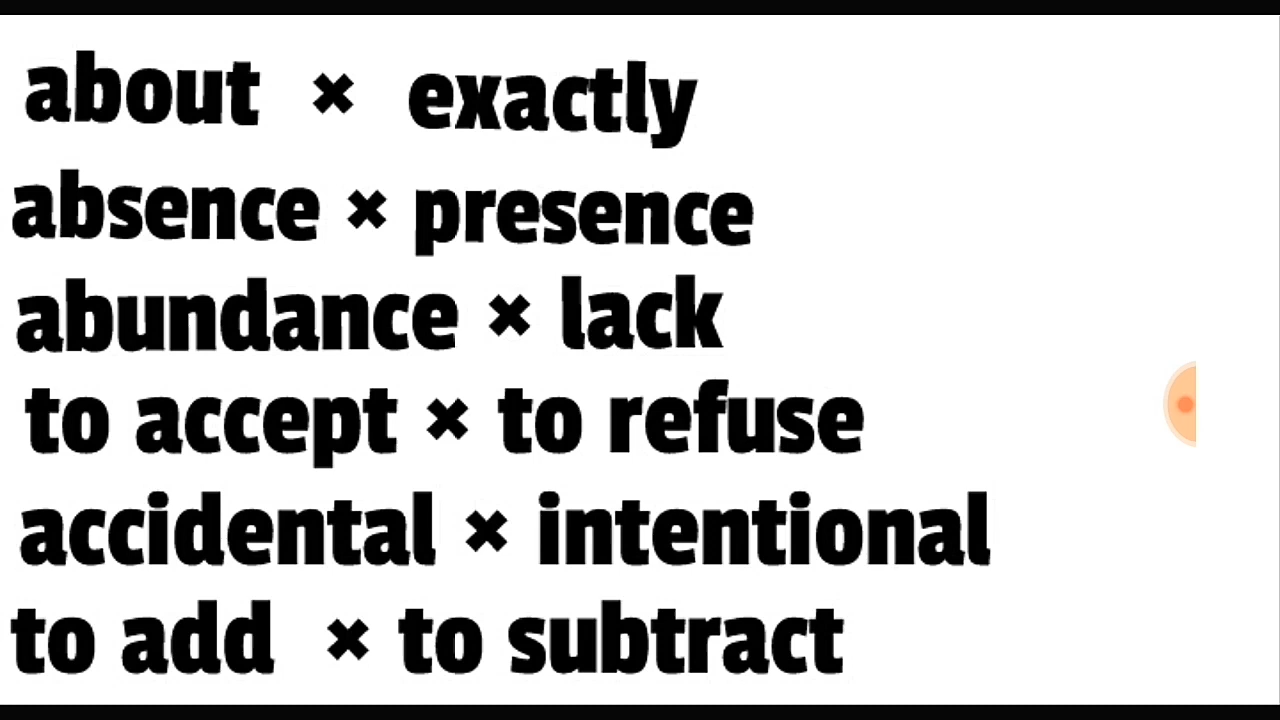 about × exactly
absence × presence
abundance × lack
to accept × to refuse
accidental × intentional
to add × to subtract